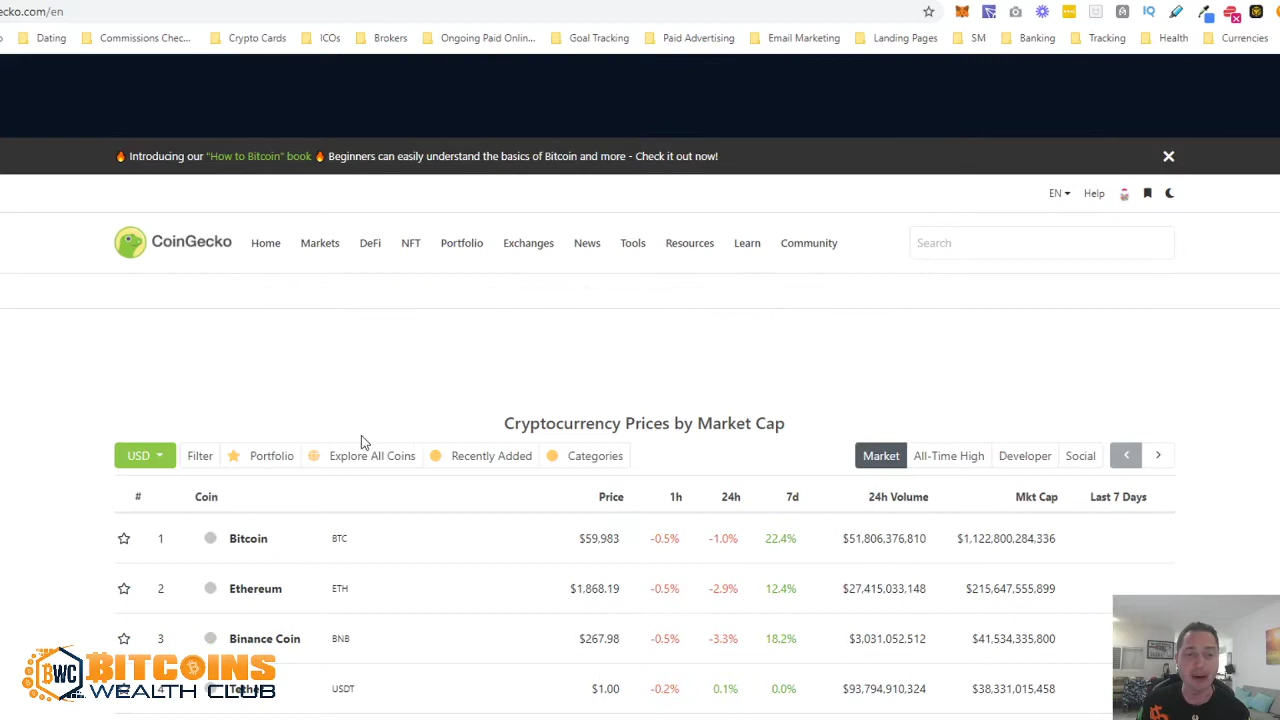 ecko.com/en
Dating Commissions Chec... Crypto Cards ICOs Brokers Ongoing Paid Onlin... Goal Tracking Paid Advertising Email Marketing Landing Pages SM Banking Tracking Health Currencies
Introducing our "How to Bitcoin" book Beginners can easily understand the basics of Bitcoin and more - Check it out now!
EN Help
CoinGecko Home Markets DeFi NFT Portfolio Exchanges News Tools Resources Learn Community Search
Cryptocurrency Prices by Market Cap
USD Filter Portfolio Explore All Coins Recently Added Categories Market All-Time High Developer Social
# Coin Price 1h 24h 7d 24h Volume Mkt Cap Last 7 Days
1 Bitcoin BTC $59,983 -0.5% -1.0% 22.4% $51,806,376,810 $1,122,800,284,336
2 Ethereum ETH $1,868.19 -0.5% -2.9% 12.4% $27,415,033,148 $215,647,555,899
3 Binance Coin BNB $267.98 -0.5% -3.3% 18.2% $3,031,052,512 $41,534,335,800
USDT $1.00 -0.2% 0.1% 0.0% $93,794,910,324 $38,331,015,458
BWC BITCOINS
WEALTH CLUB